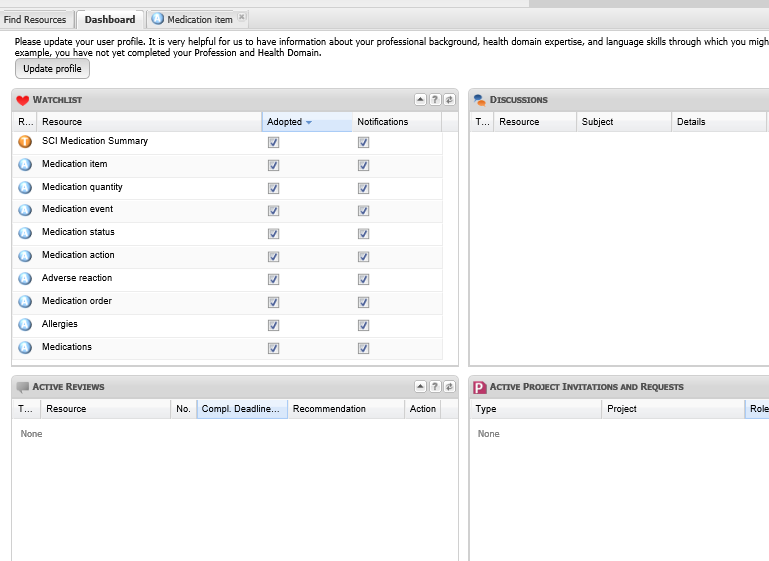 Find Resources Dashboard Medication item
Please update your user profile. It is very helpful for us to have information about your professional background, health domain expertise, and language skills through which you
example, you have not yet completed your Profession and Health Domain.
Update profile
WATCHLIST
R... Resource Adopted Notifications
SCI Medication Summary
Medication item
Medication quantity
Medication event
Medication status
Medication action
Adverse reaction
Medication order
Allergies
Medications
DISCUSSIONS
T... Resource Subject Details
ACTIVE REVIEWS
T... Resource No. Compl. Deadline... Recommendation Action
None
ACTIVE PROJECT INVITATIONS AND REQUESTS
Type Project Role
None